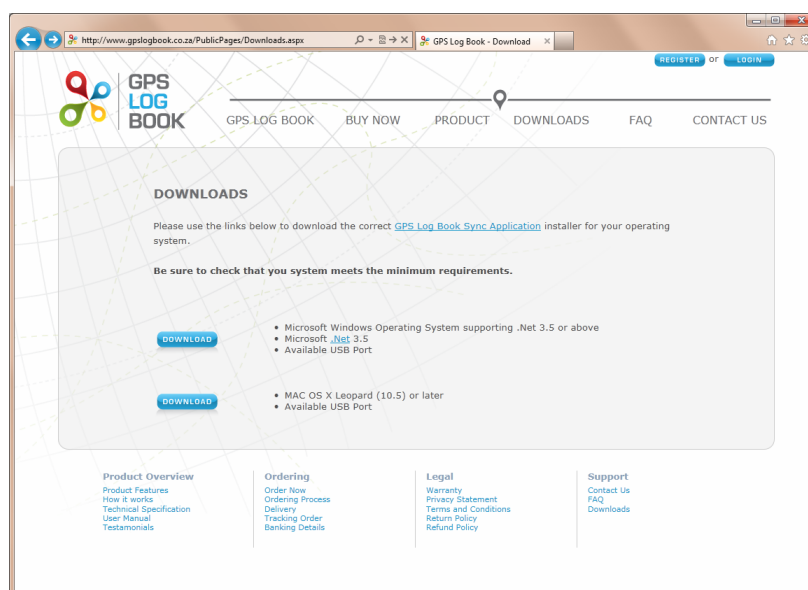 http://www.gpslogbook.co.za/PublicPages/Downloads.aspx
GPS Log Book - Download
REGISTER or LOGIN
GPS
LOG
BOOK
GPS LOG BOOK BUY NOW PRODUCT DOWNLOADS FAQ CONTACT US
DOWNLOADS
Please use the links below to download the correct GPS Log Book Sync Application installer for your operating
system.
Be sure to check that you system meets the minimum requirements.
DOWNLOAD
• Microsoft Windows Operating System supporting .Net 3.5 or above
• Microsoft .Net 3.5
• Available USB Port
DOWNLOAD
• MAC OS X Leopard (10.5) or later
• Available USB Port
Product Overview
Product Features
How it works
Technical Specification
User Manual
Testamonials
Ordering
Order Now
Ordering Process
Delivery
Tracking Order
Banking Details
Legal
Warranty
Privacy Statement
Terms and Conditions
Return Policy
Refund Policy
Support
Contact Us
FAQ
Downloads